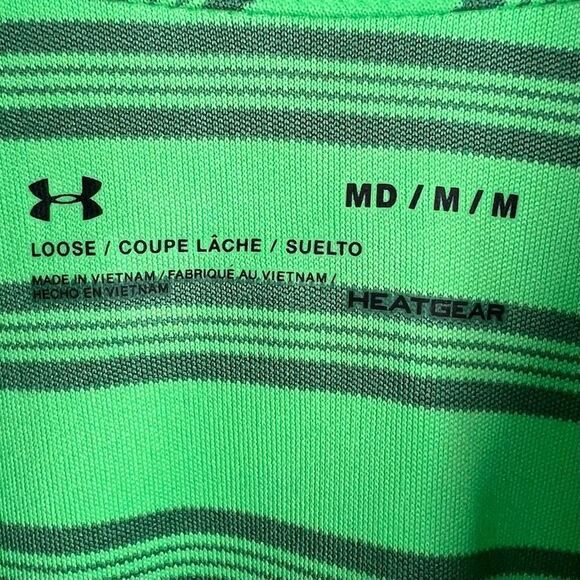 MD / M / M
LOOSE / COUPE LÂCHE / SUELTO
MADE IN VIETNAM / FABRIQUÉ AU VIETNAM /
HECHO EN VIETNAM
HEATGEAR